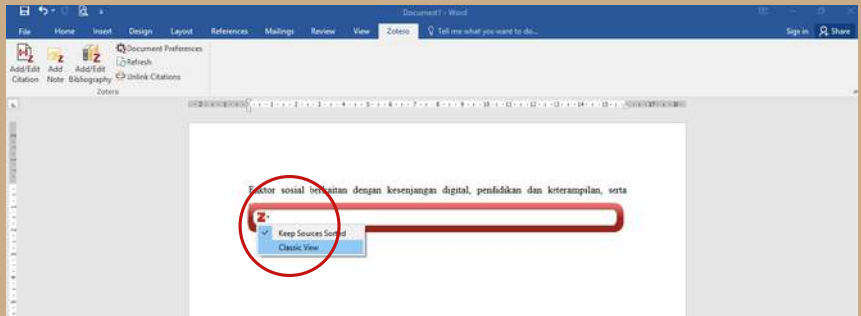 Document1 - Word
File Home Insert Design Layout References Mailings Review View Zotero Tell me what you want to do... Sign in Share
Add/Edit Citation
Add Note
Add/Edit Bibliography
Document Preferences
Refresh
Unlink Citations
Zotero
Faktor sosial berkaitan dengan kesenjangan digital, pendidikan dan keterampilan, serta
Z
Keep Sources Sorted
Classic View